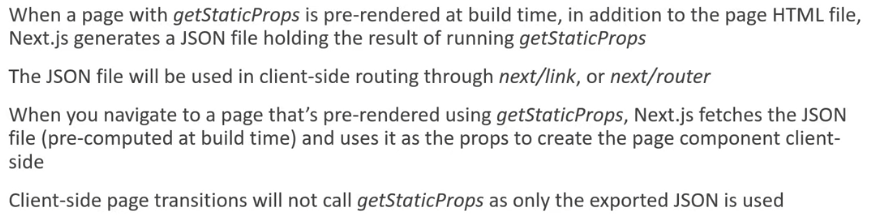 When a page with getStaticProps is pre-rendered at build time, in addition to the page HTML file,
Next.js generates a JSON file holding the result of running getStaticProps
The JSON file will be used in client-side routing through next/link, or next/router
When you navigate to a page that’s pre-rendered using getStaticProps, Next.js fetches the JSON
file (pre-computed at build time) and uses it as the props to create the page component client-
side
Client-side page transitions will not call getStaticProps as only the exported JSON is used